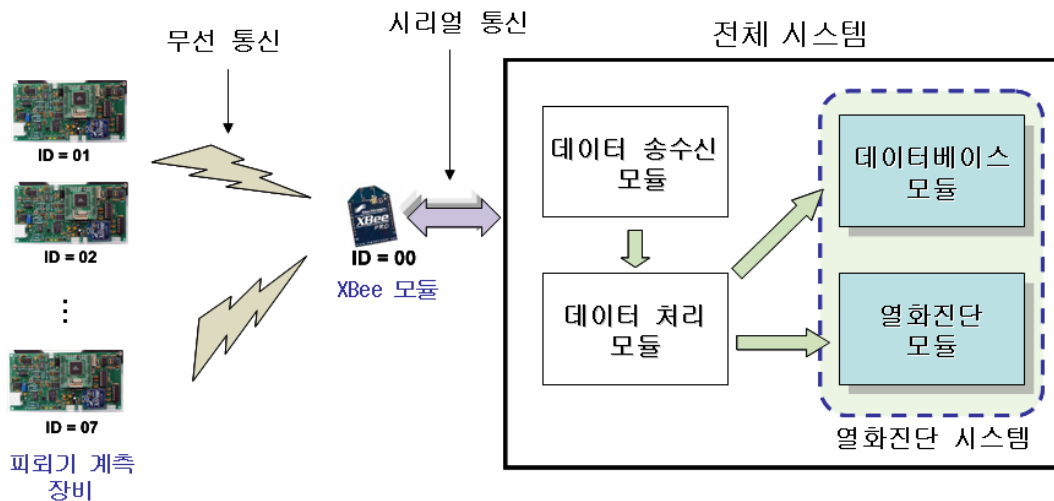 무선 통신
시리얼 통신
전체 시스템
ID = 01
ID = 02
⋮
ID = 07
피뢰기 계측
장비
XBee
PRO
ID = 00
XBee 모듈
데이터 송수신
모듈
데이터 처리
모듈
데이터베이스
모듈
열화진단
모듈
열화진단 시스템